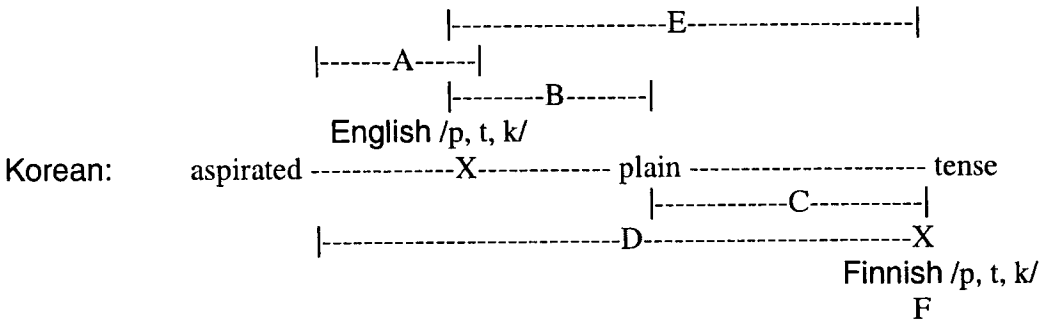 |---------------------E----------------------|
|-------A------|
|---------B--------|
English /p, t, k/
Korean: aspirated -------------X------------ plain --------------------- tense
|------------C-----------|
|-----------------------------D---------------------------X
Finnish /p, t, k/
F